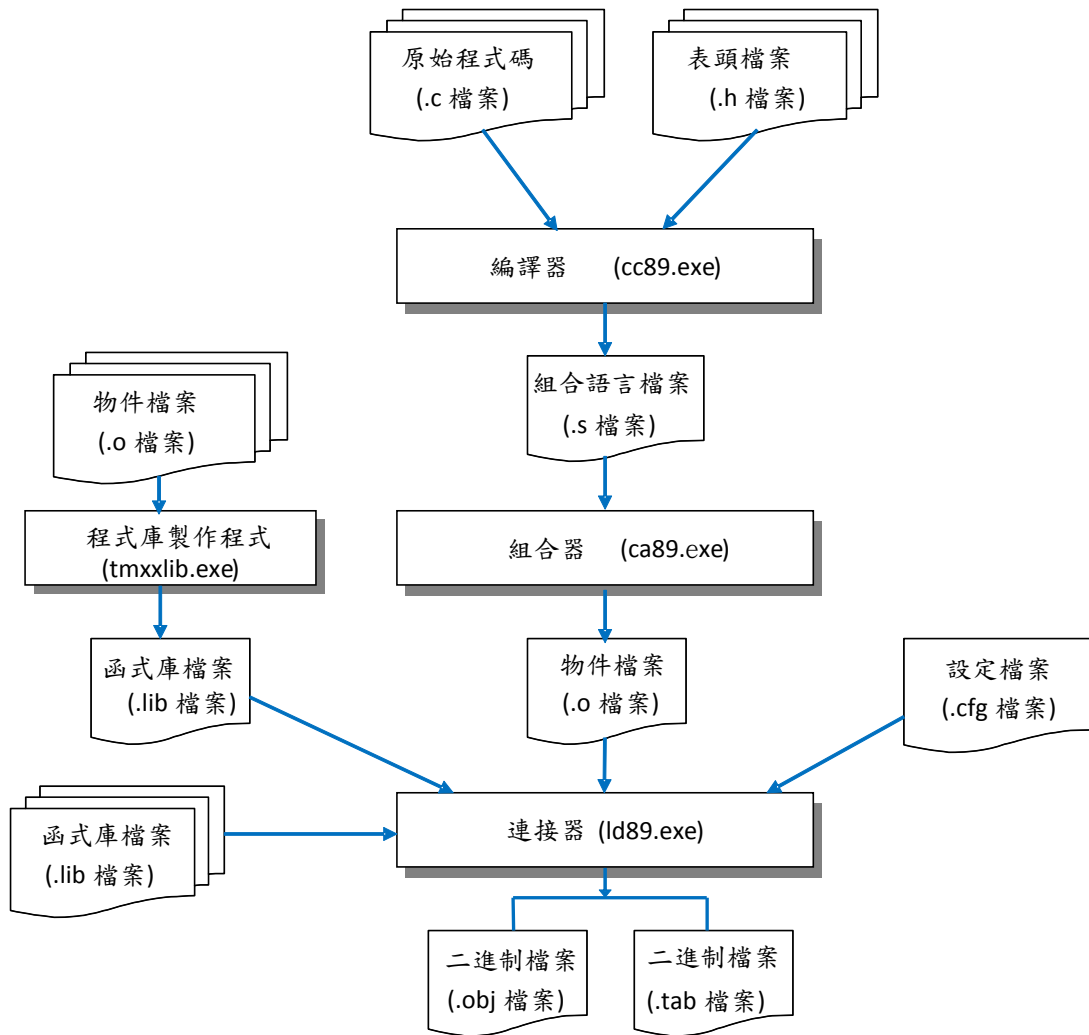 原始程式碼
(.c 檔案)
表頭檔案
(.h 檔案)
編譯器 (cc89.exe)
組合語言檔案
(.s 檔案)
物件檔案
(.o 檔案)
程式庫製作程式
(tmxxlib.exe)
組合器 (ca89.exe)
函式庫檔案
(.lib 檔案)
物件檔案
(.o 檔案)
設定檔案
(.cfg 檔案)
函式庫檔案
(.lib 檔案)
連接器 (ld89.exe)
二進制檔案
(.obj 檔案)
二進制檔案
(.tab 檔案)